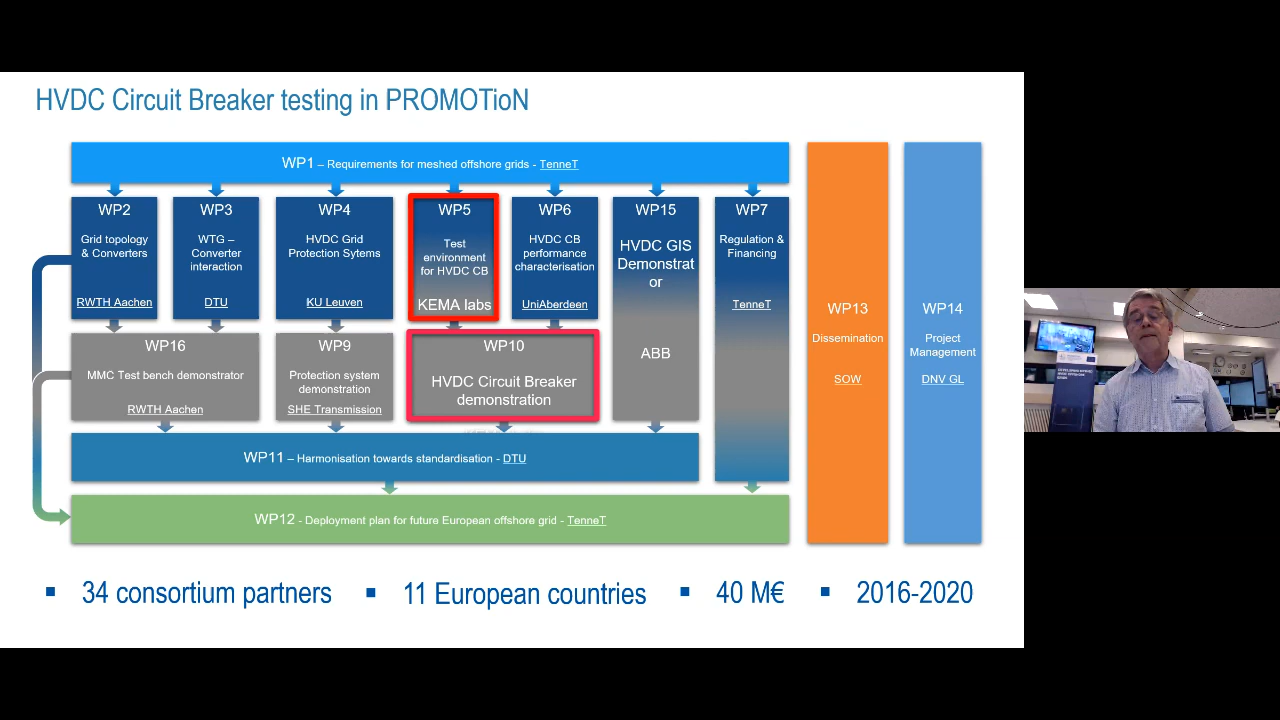 HVDC Circuit Breaker testing in PROMOTioN
WP1 – Requirements for meshed offshore grids - TenneT
WP2
Grid topology
& Converters
RWTH Aachen
WP3
WTG –
Converter
interaction
DTU
WP4
HVDC Grid
Protection Sytems
KU Leuven
WP5
Test
environment
for HVDC CB
KEMA labs
WP6
HVDC CB
performance
characterisation
UniAberdeen
WP15
HVDC GIS
Demonstrat
or
ABB
WP7
Regulation &
Financing
TenneT
WP16
MMC Test bench demonstrator
RWTH Aachen
WP9
Protection system
demonstration
SHE Transmission
WP10
HVDC Circuit Breaker
demonstration
WP11 – Harmonisation towards standardisation - DTU
WP12 - Deployment plan for future European offshore grid - TenneT
WP13
Dissemination
SOW
WP14
Project
Management
DNV GL
▪ 34 consortium partners
▪ 11 European countries
▪ 40 M€
▪ 2016-2020